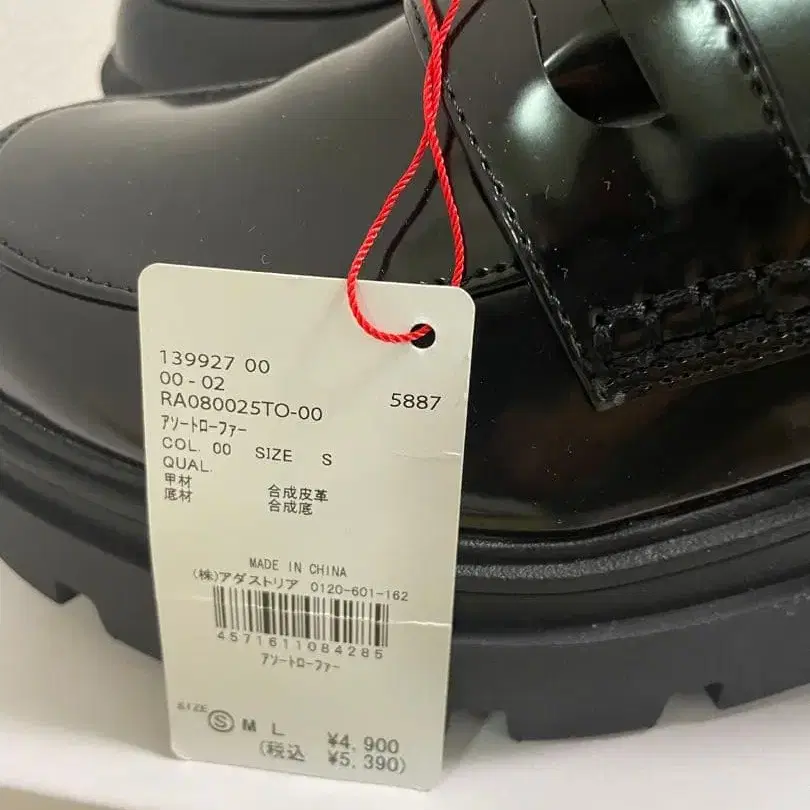 139927 00
00-02
RA080025TO-00 5887
ｱｿｰﾄﾛｰﾌｧｰ
COL. 00 SIZE S
QUAL.
甲材 合成皮革
底材 合成底
MADE IN CHINA
(株)アダストリア 0120-601-162
4571611084285
ｱｿｰﾄﾛｰﾌｧｰ
SIZE Ⓢ M L ¥4,900
(税込 ¥5,390)